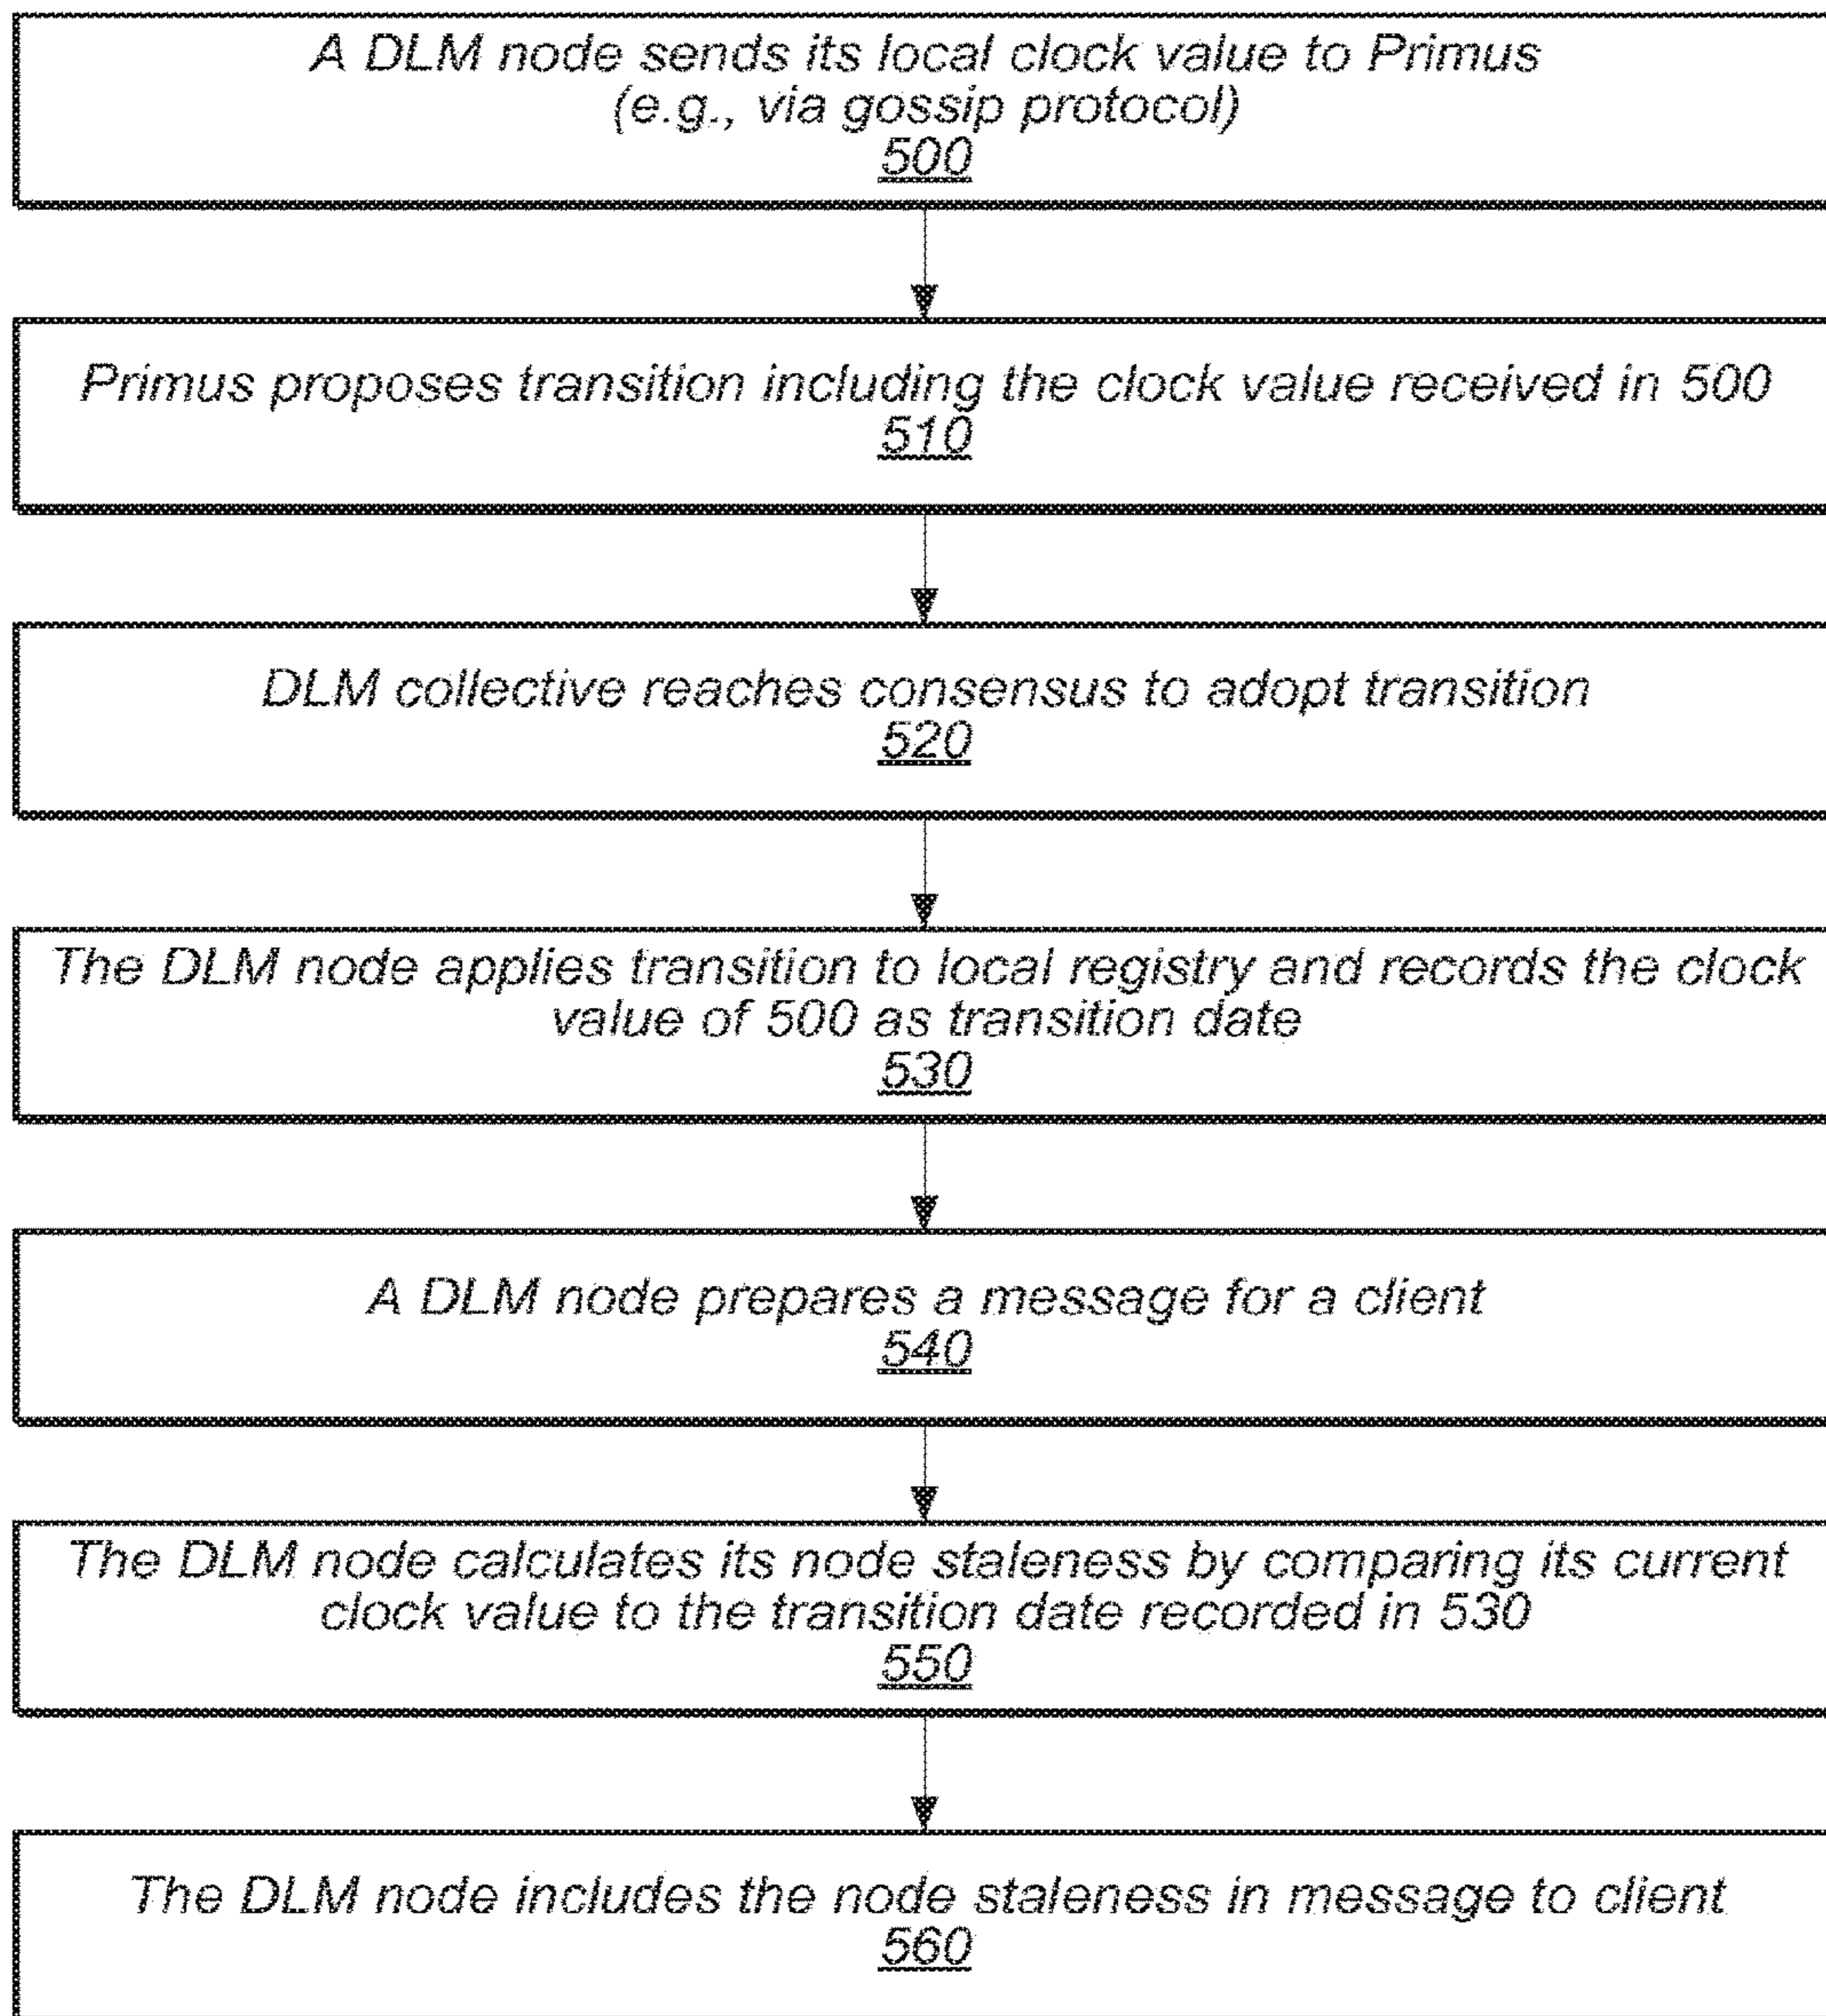 A DLM node sends its local clock value to Primus
(e.g., via gossip protocol)
500
Primus proposes transition including the clock value received in 500
510
DLM collective reaches consensus to adopt transition
520
The DLM node applies transition to local registry and records the clock
value of 500 as transition date
530
A DLM node prepares a message for a client
540
The DLM node calculates its node staleness by comparing its current
clock value to the transition date recorded in 530
550
The DLM node includes the node staleness in message to client
560